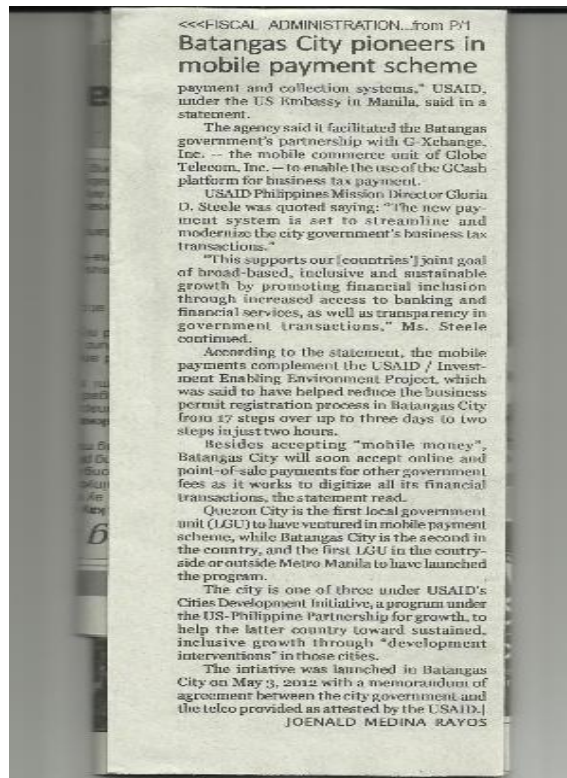 <<<FISCAL ADMINISTRATION...from P/1
Batangas City pioneers in
mobile payment scheme
payment and collection systems," USAID,
under the US Embassy in Manila, said in a
statement.
The agency said it facilitated the Batangas
government's partnership with G-Xchange,
Inc. -- the mobile commerce unit of Globe
Telecom, Inc. -- to enable the use of the GCash
platform for business tax payment.
USAID Philippines Mission Director Gloria
D. Steele was quoted saying: "The new pay-
ment system is set to streamline and
modernize the city government's business tax
transactions."
"This supports our [countries'] joint goal
of broad-based, inclusive and sustainable
growth by promoting financial inclusion
through increased access to banking and
financial services, as well as transparency in
government transactions," Ms. Steele
continued.
According to the statement, the mobile
payments complement the USAID / Invest-
ment Enabling Environment Project, which
was said to have helped reduce the business
permit registration process in Batangas City
from 17 steps over up to three days to two
steps in just two hours.
Besides accepting "mobile money",
Batangas City will soon accept online and
point-of-sale payments for other government
fees as it works to digitize all its financial
transactions, the statement read.
Quezon City is the first local government
unit (LGU) to have ventured in mobile payment
scheme, while Batangas City is the second in
the country, and the first LGU in the coutry-
side or outside Metro Manila to have launched
the program.
The city is one of three under USAID's
Cities Development Initiative, a program under
the US-Philippine Partnership for growth, to
help the latter country toward sustained,
inclusive growth through "development
interventions" in those cities.
The intiative was launched in Batangas
City on May 3, 2012 with a memorandum of
agreement between the city government and
the telco provided as attested by the USAID.|
JOENALD MEDINA RAYOS